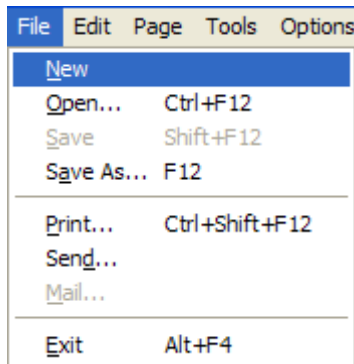 File Edit Page Tools Options
New
Open... Ctrl+F12
Save Shift+F12
Save As... F12
Print... Ctrl+Shift+F12
Send...
Mail...
Exit Alt+F4